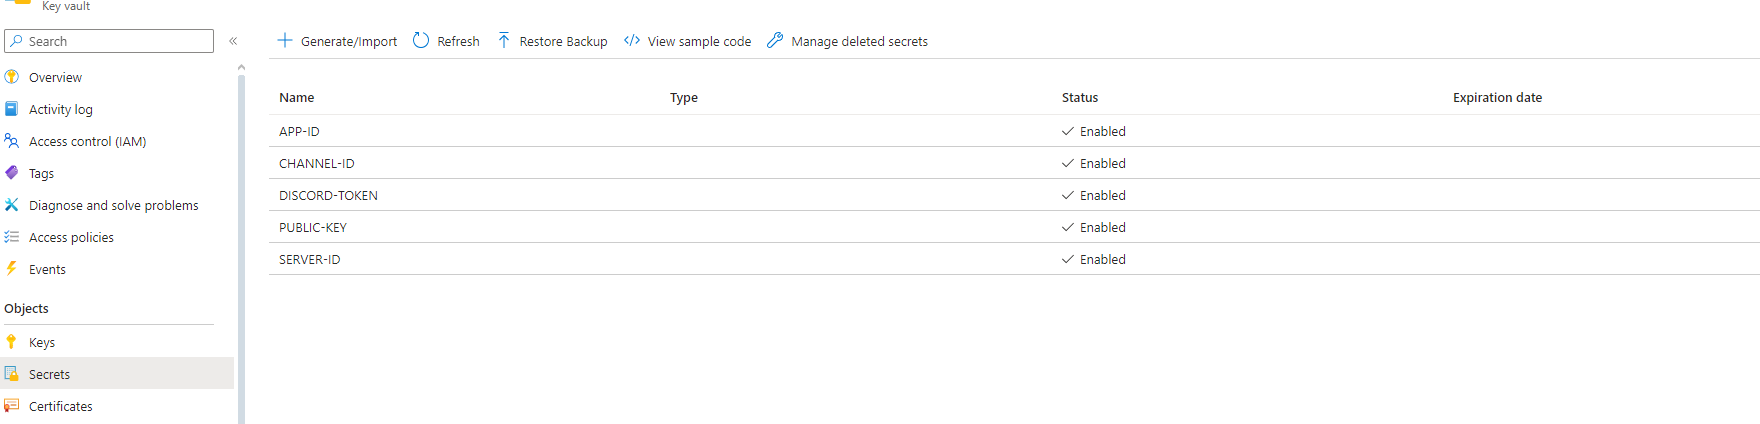 Key vault
Search
«
Generate/Import Refresh Restore Backup View sample code Manage deleted secrets
Overview
Activity log
Access control (IAM)
Tags
Diagnose and solve problems
Access policies
Events
Objects
Keys
Secrets
Certificates
Name Type Status Expiration date
APP-ID Enabled
CHANNEL-ID Enabled
DISCORD-TOKEN Enabled
PUBLIC-KEY Enabled
SERVER-ID Enabled